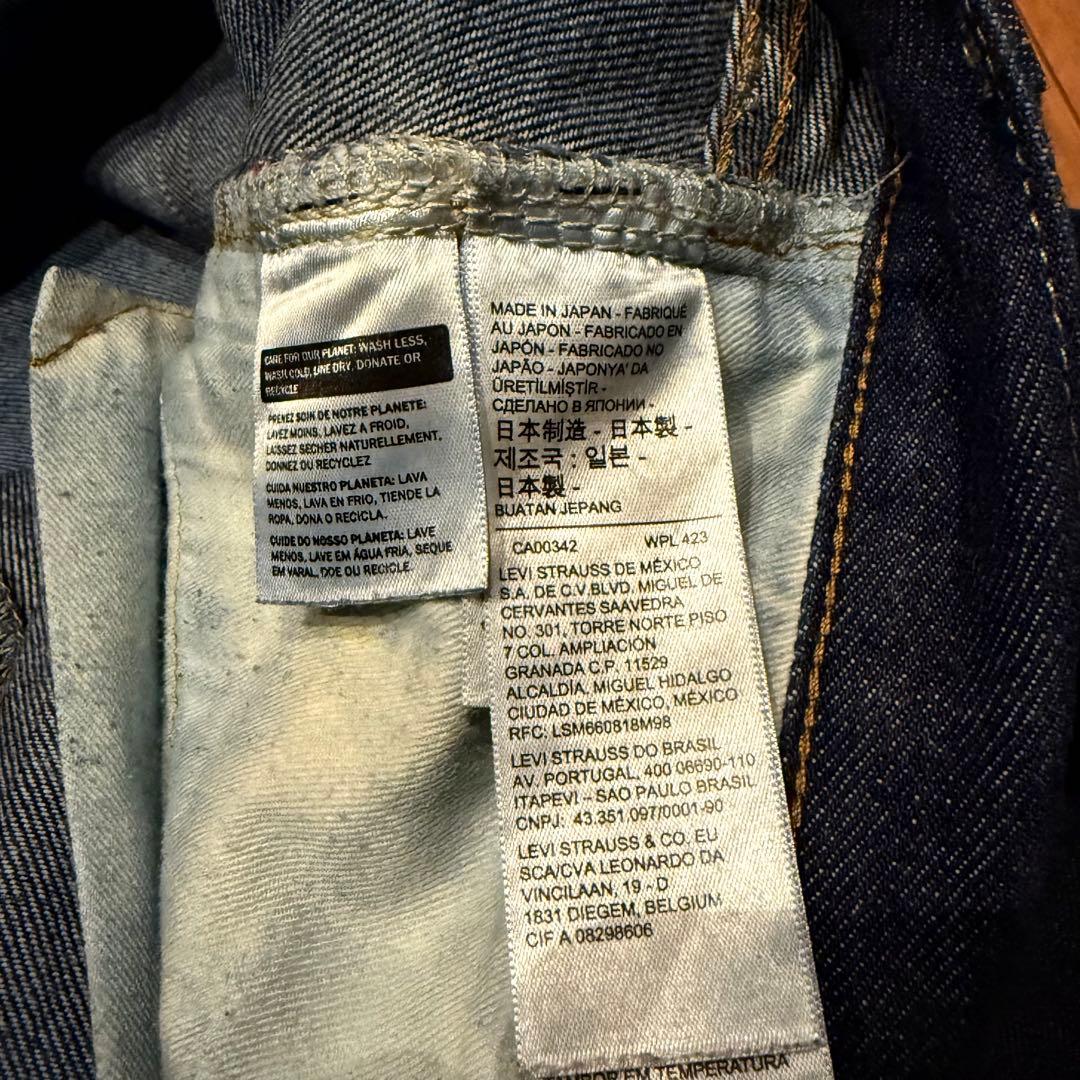 CARE FOR OUR PLANET: WASH LESS,
WASH COLD, LINE DRY, DONATE OR
RECYCLE
PRENEZ SOIN DE NOTRE PLANETE:
LAVEZ MOINS, LAVEZ A FROID,
LAISSEZ SECHER NATURELLEMENT,
DONNEZ OU RECYCLEZ
CUIDA NUESTRO PLANETA: LAVA
MENOS, LAVA EN FRIO, TIENDE LA
ROPA, DONA O RECICLA.
CUIDE DO NOSSO PLANETA: LAVE
MENOS, LAVE EM ÁGUA FRIA, SEQUE
EM VARAL, DOE OU RECICLE
MADE IN JAPAN - FABRIQUÉ
AU JAPON - FABRICADO EN
JAPÓN - FABRICADO NO
JAPÃO - JAPONYA' DA
ÜRETİLMİŞTİR -
СДЕЛАНО В ЯПОНИИ -
日本制造 - 日本製 -
제조국 : 일본 -
日本製 -
BUATAN JEPANG
CA00342 WPL 423
LEVI STRAUSS DE MÉXICO
S.A. DE C.V.BLVD. MIGUEL DE
CERVANTES SAAVEDRA
NO. 301, TORRE NORTE PISO
7 COL. AMPLIACIÓN
GRANADA C.P. 11529
ALCALDÍA, MIGUEL HIDALGO
CIUDAD DE MÉXICO, MÉXICO
RFC: LSM660818M98
LEVI STRAUSS DO BRASIL
AV. PORTUGAL, 400 06690-110
ITAPEVI - SAO PAULO BRASIL
CNPJ: 43.351.097/0001-90
LEVI STRAUSS & CO. EU
SCA/CVA LEONARDO DA
VINCILAAN, 19 - D
1831 DIEGEM, BELGIUM
CIF A 08298606
TAMBOR EM TEMPERATURA